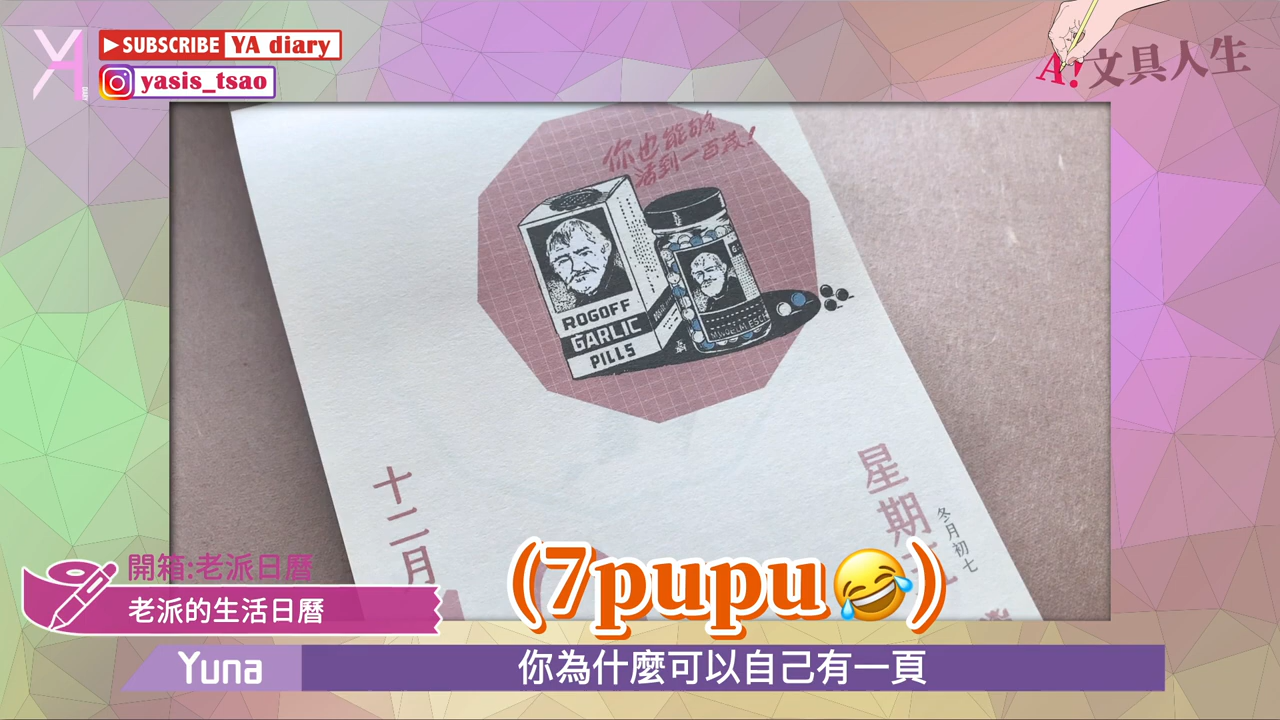 YA
SUBSCRIBE YA diary
yasis_tsao
A!文具人生
你也能夠
活到一百歲!
ROGOFF
GARLIC
PILLS
十二月
星期五
冬月初七
開箱:老派日曆
老派的生活日曆
(7pupu😂)
Yuna
你為什麼可以自己有一頁